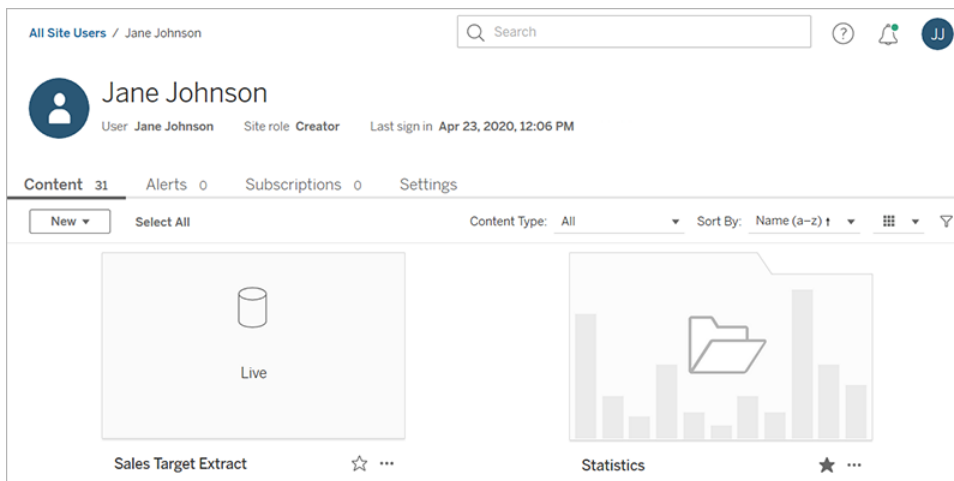 All Site Users / Jane Johnson
Search
?
JJ
Jane Johnson
User Jane Johnson Site role Creator Last sign in Apr 23, 2020, 12:06 PM
Content 31 Alerts 0 Subscriptions 0 Settings
New Select All Content Type: All Sort By: Name (a–z)
Live
Sales Target Extract Statistics